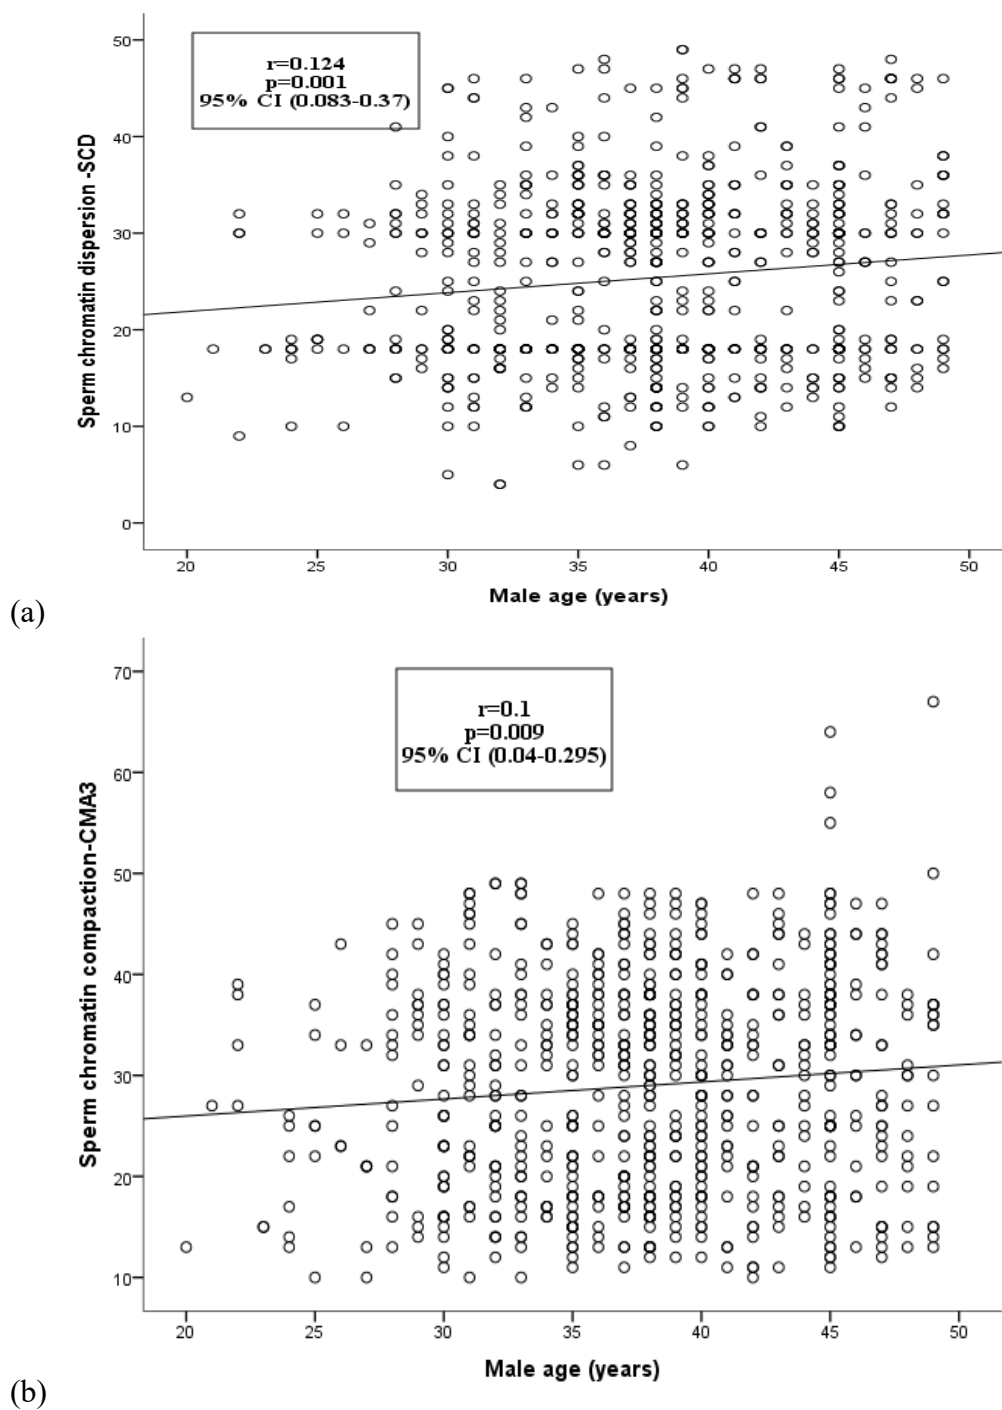 50
r=0.124
p=0.001
95% CI (0.083-0.37)
40
Sperm chromatin dispersion -SCD
30
20
10
0
20 25 30 35 40 45 50
Male age (years)
(a)
70
r=0.1
p=0.009
95% CI (0.04-0.295)
60
Sperm chromatin compaction-CMA3
50
40
30
20
10
20 25 30 35 40 45 50
Male age (years)
(b)